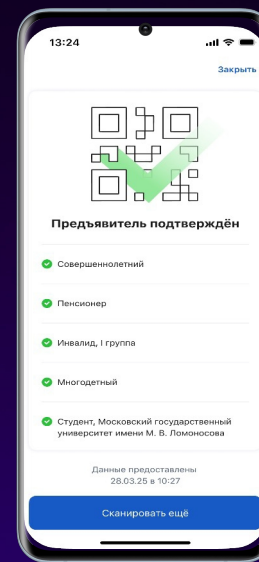 13:24
Закрыть
Предъявитель подтверждён
Совершеннолетний
Пенсионер
Инвалид, I группа
Многодетный
Студент, Московский государственный
университет имени М. В. Ломоносова
Данные предоставлены
28.03.25 в 10:27
Сканировать ещё